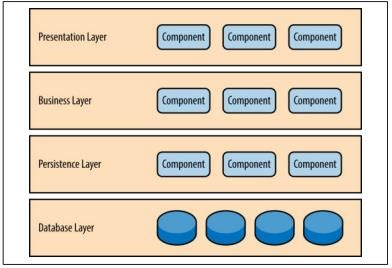 Presentation Layer Component Component Component
Business Layer Component Component Component
Persistence Layer Component Component Component
Database Layer